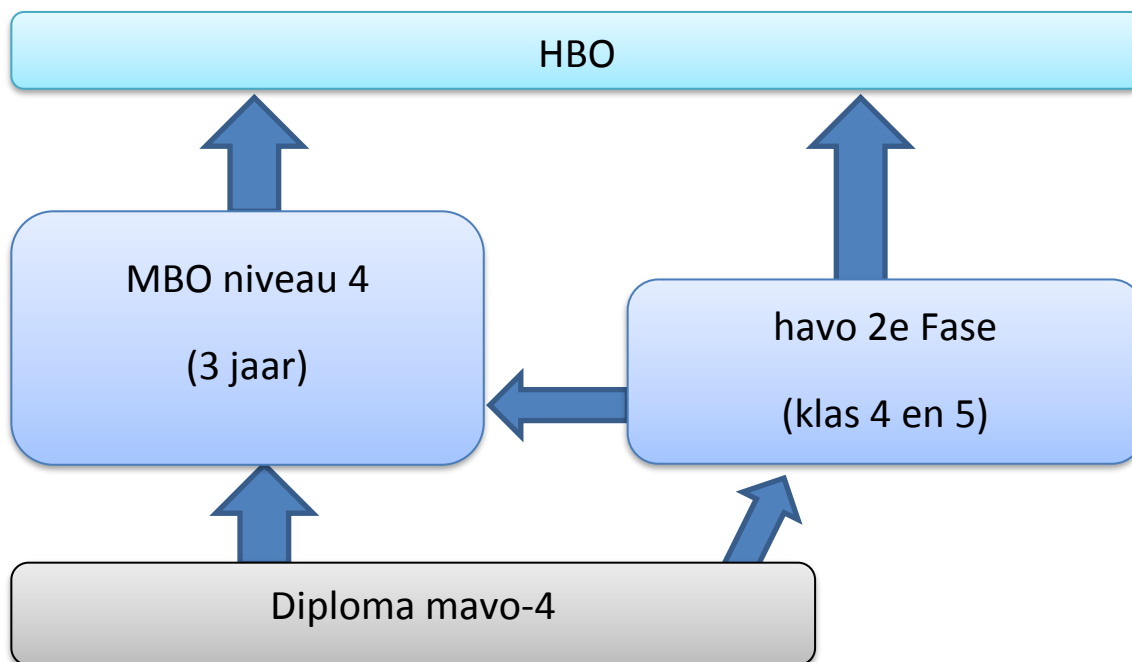 HBO
MBO niveau 4
(3 jaar)
havo 2e Fase
(klas 4 en 5)
Diploma mavo-4